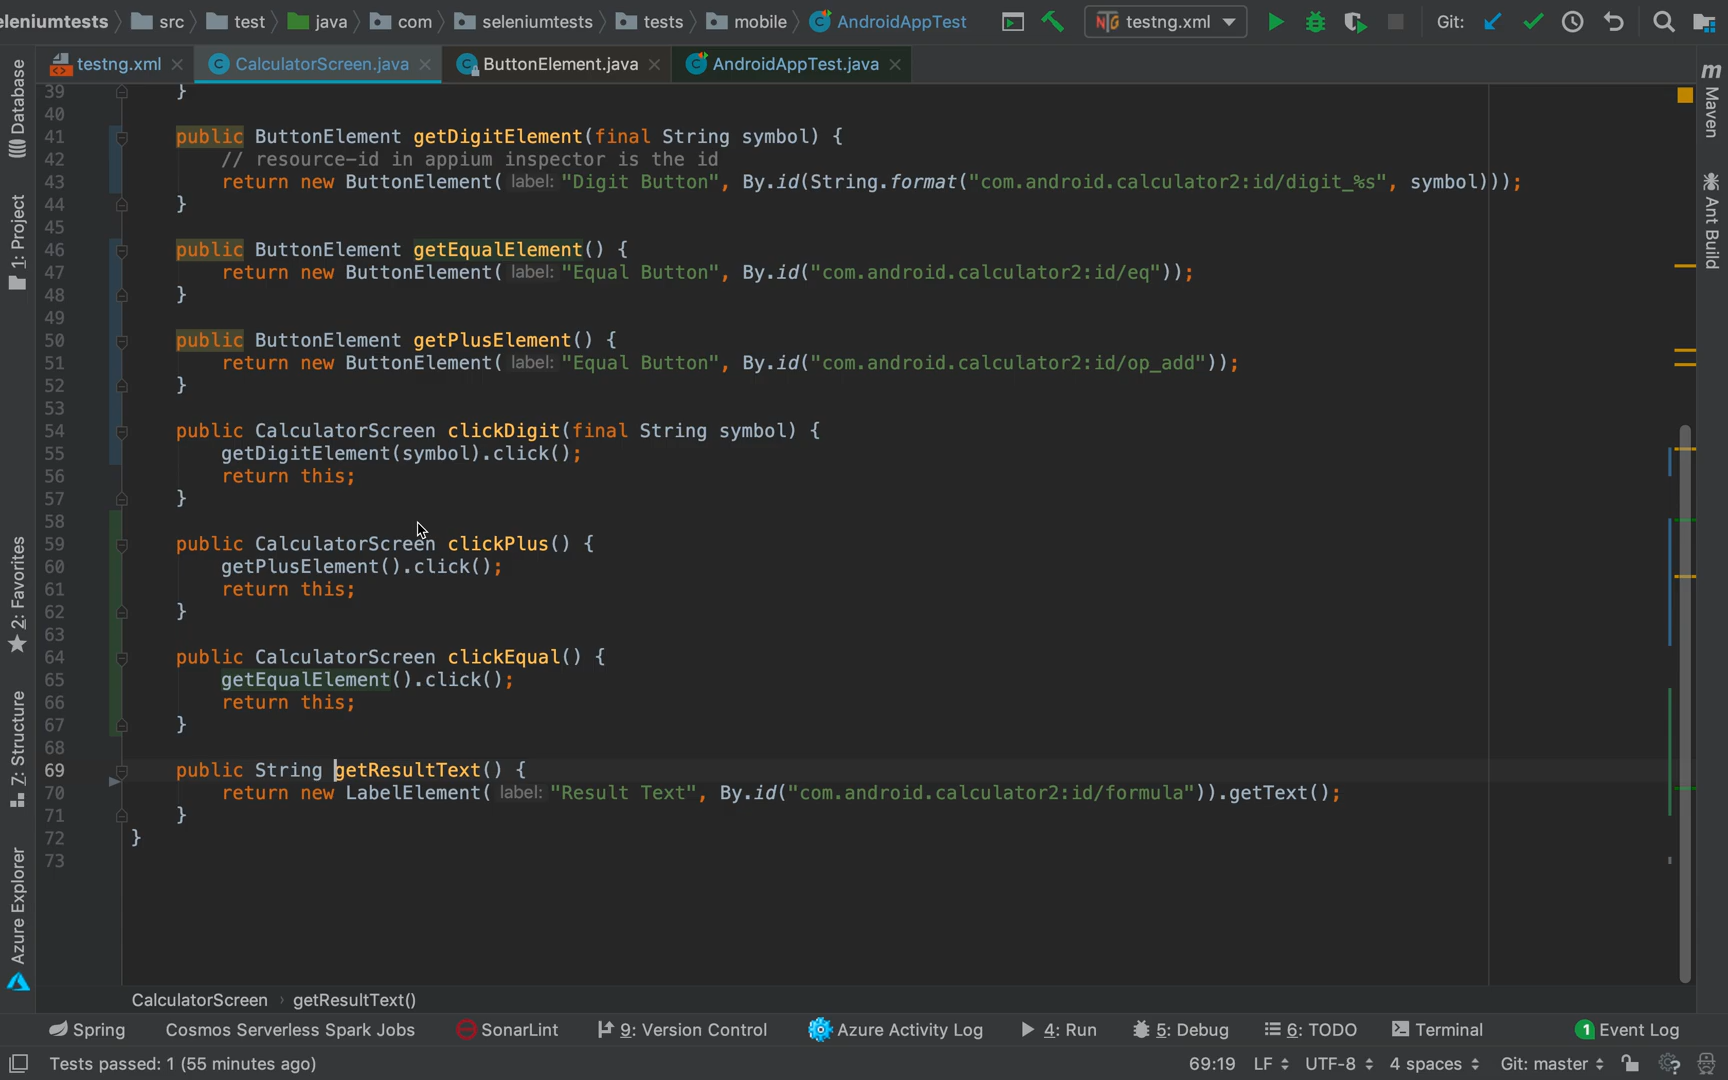 eleniumtests › src › test › java › com › seleniumtests › tests › mobile › AndroidAppTest testng.xml Git:
testng.xml CalculatorScreen.java ButtonElement.java AndroidAppTest.java
Database
1: Project
2: Favorites
7: Structure
Azure Explorer
m Maven
Ant Build
39 }
40
41 public ButtonElement getDigitElement(final String symbol) {
42 // resource-id in appium inspector is the id
43 return new ButtonElement( label: "Digit Button", By.id(String.format("com.android.calculator2:id/digit_%s", symbol)));
44 }
45
46 public ButtonElement getEqualElement() {
47 return new ButtonElement( label: "Equal Button", By.id("com.android.calculator2:id/eq"));
48 }
49
50 public ButtonElement getPlusElement() {
51 return new ButtonElement( label: "Equal Button", By.id("com.android.calculator2:id/op_add"));
52 }
53
54 public CalculatorScreen clickDigit(final String symbol) {
55 getDigitElement(symbol).click();
56 return this;
57 }
58
59 public CalculatorScreen clickPlus() {
60 getPlusElement().click();
61 return this;
62 }
63
64 public CalculatorScreen clickEqual() {
65 getEqualElement().click();
66 return this;
67 }
68
69 public String getResultText() {
70 return new LabelElement( label: "Result Text", By.id("com.android.calculator2:id/formula")).getText();
71 }
72 }
73
CalculatorScreen › getResultText()
Spring Cosmos Serverless Spark Jobs SonarLint 9: Version Control Azure Activity Log 4: Run 5: Debug 6: TODO Terminal 1 Event Log
Tests passed: 1 (55 minutes ago) 69:19 LF UTF-8 4 spaces Git: master